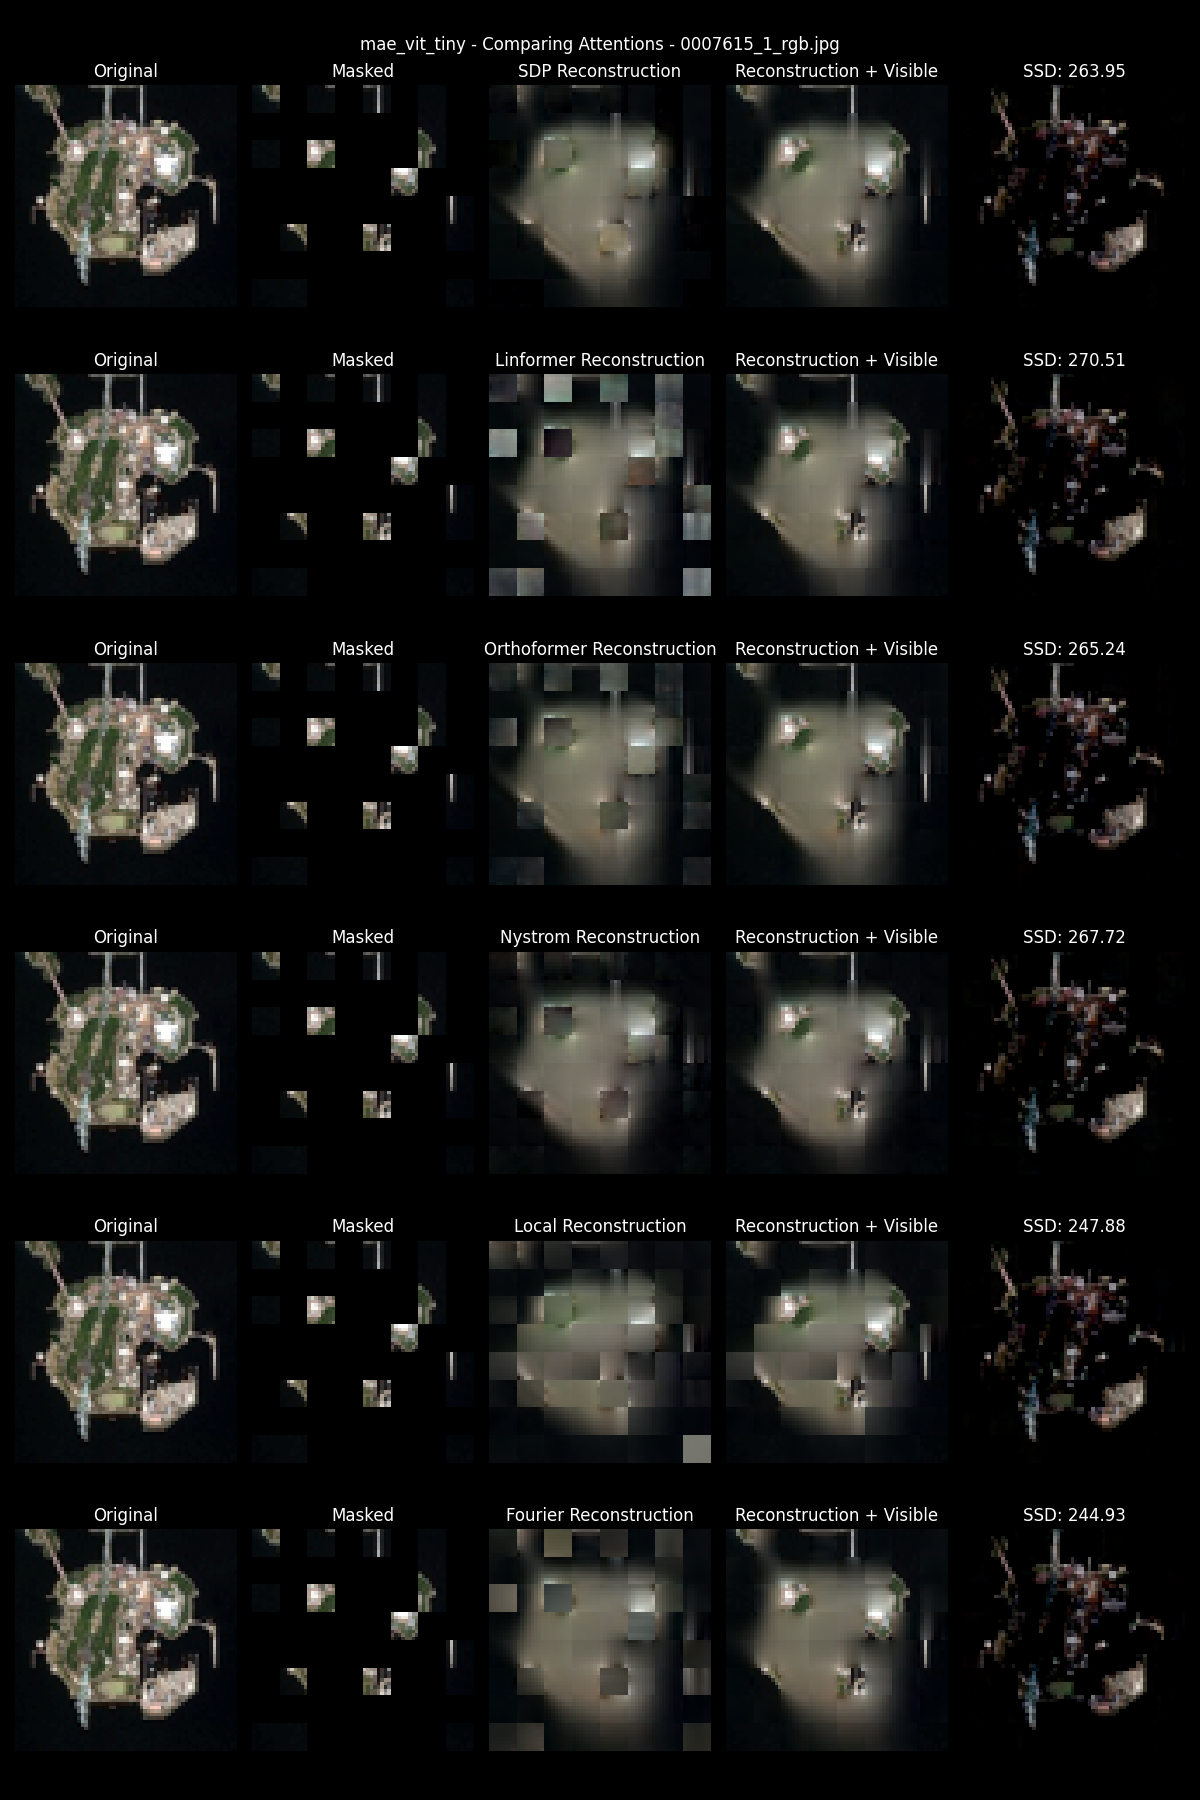 mae_vit_tiny - Comparing Attentions - 0007615_1_rgb.jpg
Original Masked SDP Reconstruction Reconstruction + Visible SSD: 263.95
Original Masked Linformer Reconstruction Reconstruction + Visible SSD: 270.51
Original Masked Orthoformer Reconstruction Reconstruction + Visible SSD: 265.24
Original Masked Nystrom Reconstruction Reconstruction + Visible SSD: 267.72
Original Masked Local Reconstruction Reconstruction + Visible SSD: 247.88
Original Masked Fourier Reconstruction Reconstruction + Visible SSD: 244.93